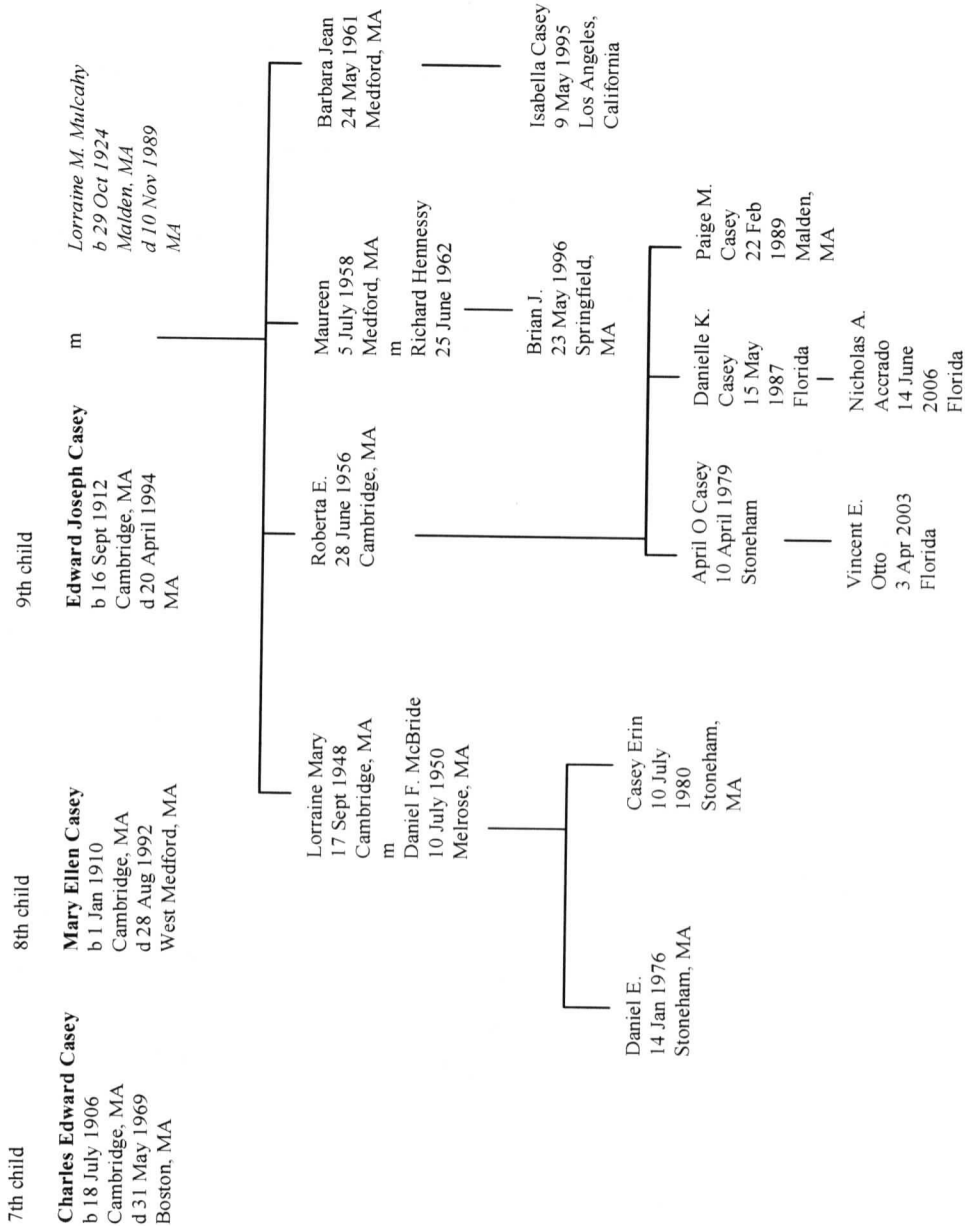 7th child
Charles Edward Casey
b 18 July 1906
Cambridge, MA
d 31 May 1969
Boston, MA
8th child
Mary Ellen Casey
b 1 Jan 1910
Cambridge, MA
d 28 Aug 1992
West Medford, MA
9th child
Edward Joseph Casey
b 16 Sept 1912
Cambridge, MA
d 20 April 1994
MA
m
Lorraine M. Mulcahy
b 29 Oct 1924
Malden, MA
d 10 Nov 1989
MA
Lorraine Mary
17 Sept 1948
Cambridge, MA
m
Daniel F. McBride
10 July 1950
Melrose, MA
Roberta E.
28 June 1956
Cambridge, MA
Maureen
5 July 1958
Medford, MA
m
Richard Hennessy
25 June 1962
Barbara Jean
24 May 1961
Medford, MA
Brian J.
23 May 1996
Springfield,
MA
Isabella Casey
9 May 1995
Los Angeles,
California
Daniel E.
14 Jan 1976
Stoneham, MA
Casey Erin
10 July
1980
Stoneham,
MA
April O Casey
10 April 1979
Stoneham
Danielle K.
Casey
15 May
1987
Florida
Paige M.
Casey
22 Feb
1989
Malden,
MA
Vincent E.
Otto
3 Apr 2003
Florida
Nicholas A.
Accrado
14 June
2006
Florida